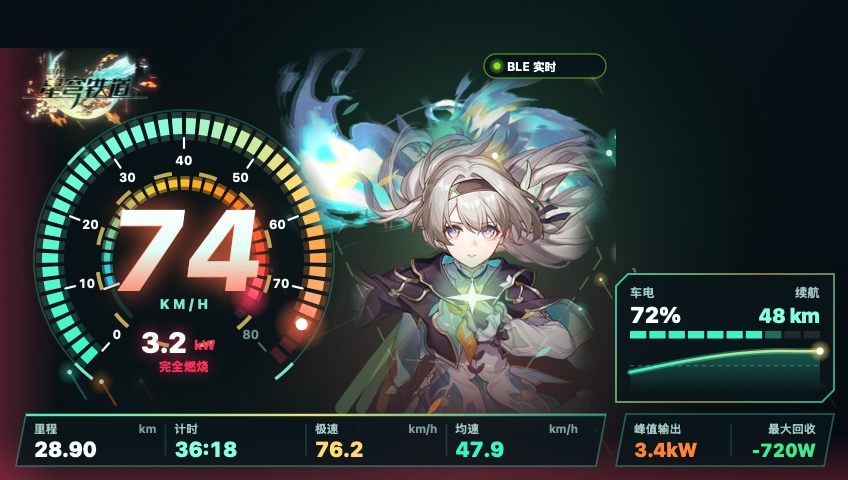 星穹铁道
BLE 实时
0
10
20
30
40
50
60
70
80
74
KM/H
3.2 kW
完全燃烧
车电 续航
72% 48 km
里程 km 计时 极速 km/h 均速 km/h
28.90 36:18 76.2 47.9
峰值输出 最大回收
3.4kW -720W